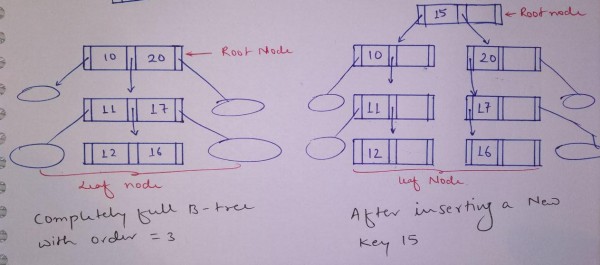 15
Root node
10 20
Root Node
10
20
11 17
11
17
12 16
12
16
Leaf node
leaf Node
Completely full B-tree
with order = 3
After inserting a New
Key 15